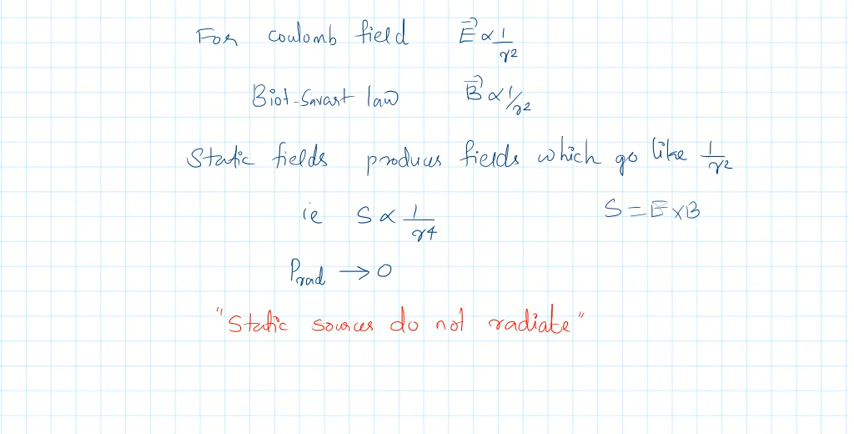 For coulomb field E⃗ ∝ 1/r²
Biot-Savart law B⃗ ∝ 1/r²
Static fields produces fields which go like 1/r²
ie S ∝ 1/r⁴ S = E×B
Prad → 0
"Static sources do not radiate"